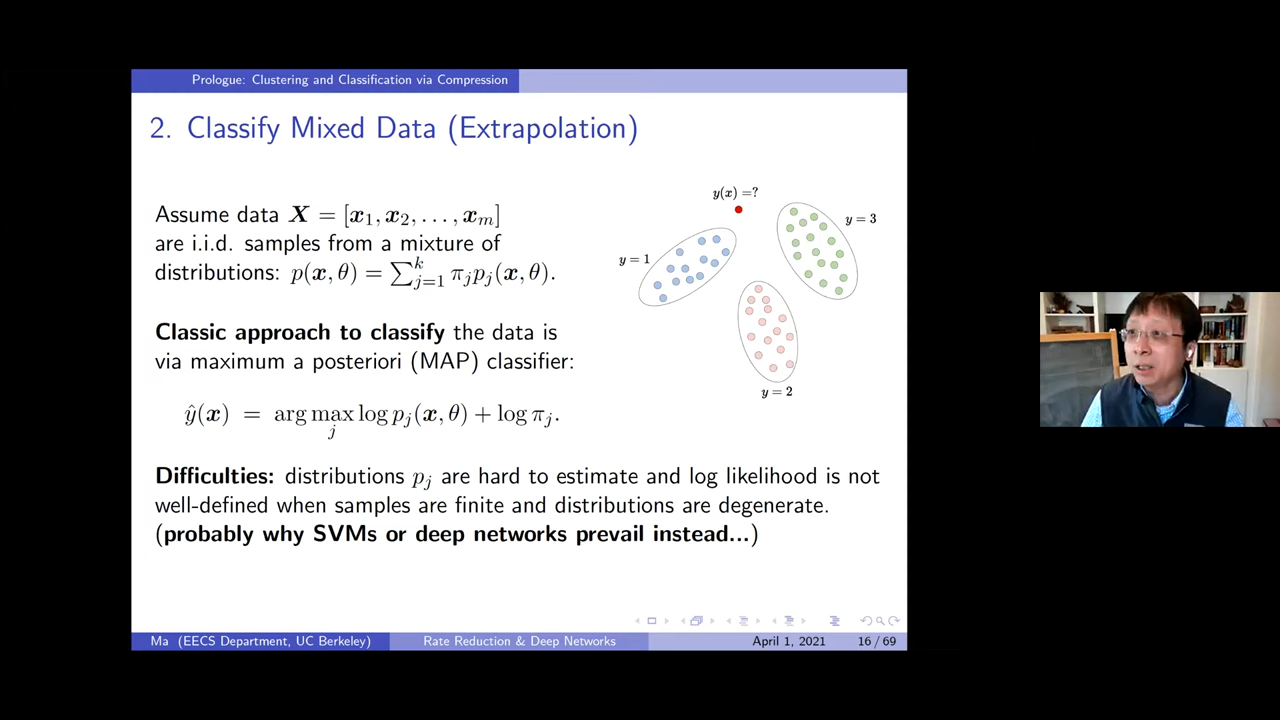 Prologue: Clustering and Classification via Compression
2. Classify Mixed Data (Extrapolation)
Assume data X = [x₁, x₂, . . . , xₘ]
are i.i.d. samples from a mixture of
distributions: p(x, θ) = ∑ᵏⱼ₌₁ πⱼpⱼ(x, θ).
Classic approach to classify the data is
via maximum a posteriori (MAP) classifier:
ŷ(x) = arg max log pⱼ(x, θ) + log πⱼ.
j
y(x) =?
y = 3
y = 1
y = 2
Difficulties: distributions pⱼ are hard to estimate and log likelihood is not
well-defined when samples are finite and distributions are degenerate.
(probably why SVMs or deep networks prevail instead...)
Ma (EECS Department, UC Berkeley)
Rate Reduction & Deep Networks
April 1, 2021
16 / 69